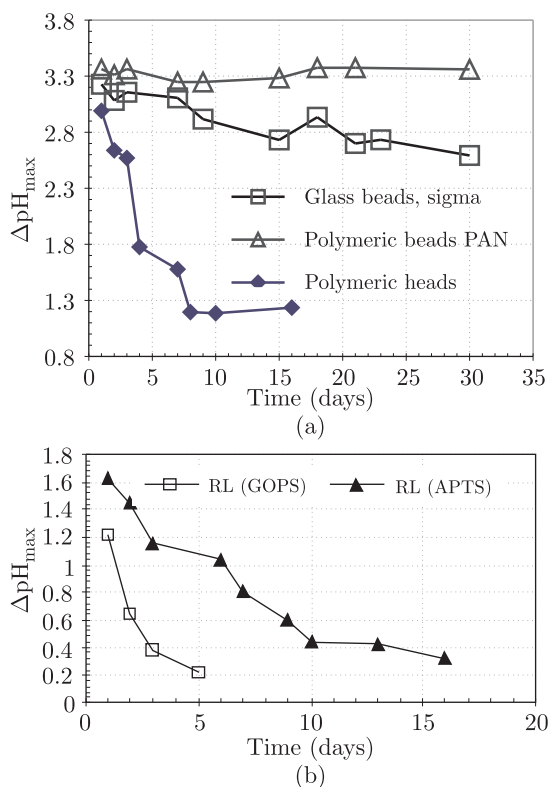 3.8
3.3
2.8
2.3
1.8
1.3
0.8
ΔpHmax
Glass beads, sigma
Polymeric beads PAN
Polymeric heads
0 5 10 15 20 25 30 35
Time (days)
(a)
1.8
1.6
1.4
1.2
1
0.8
0.6
0.4
0.2
0
ΔpHmax
RL (GOPS) RL (APTS)
0 5 10 15 20
Time (days)
(b)